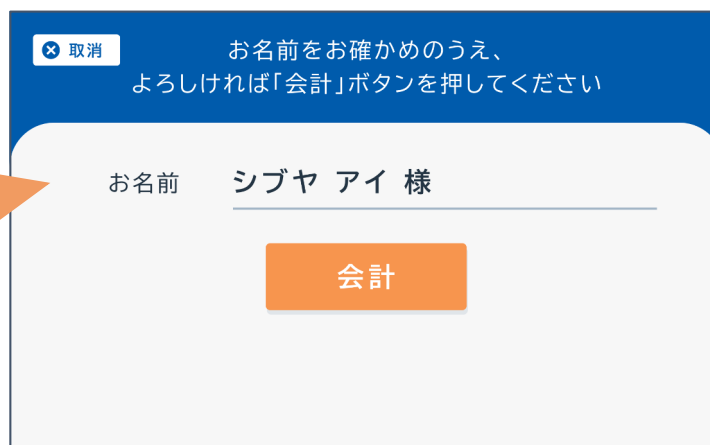 取消
お名前をお確かめのうえ、
よろしければ「会計」ボタンを押してください
お名前 シブヤ アイ 様
会計